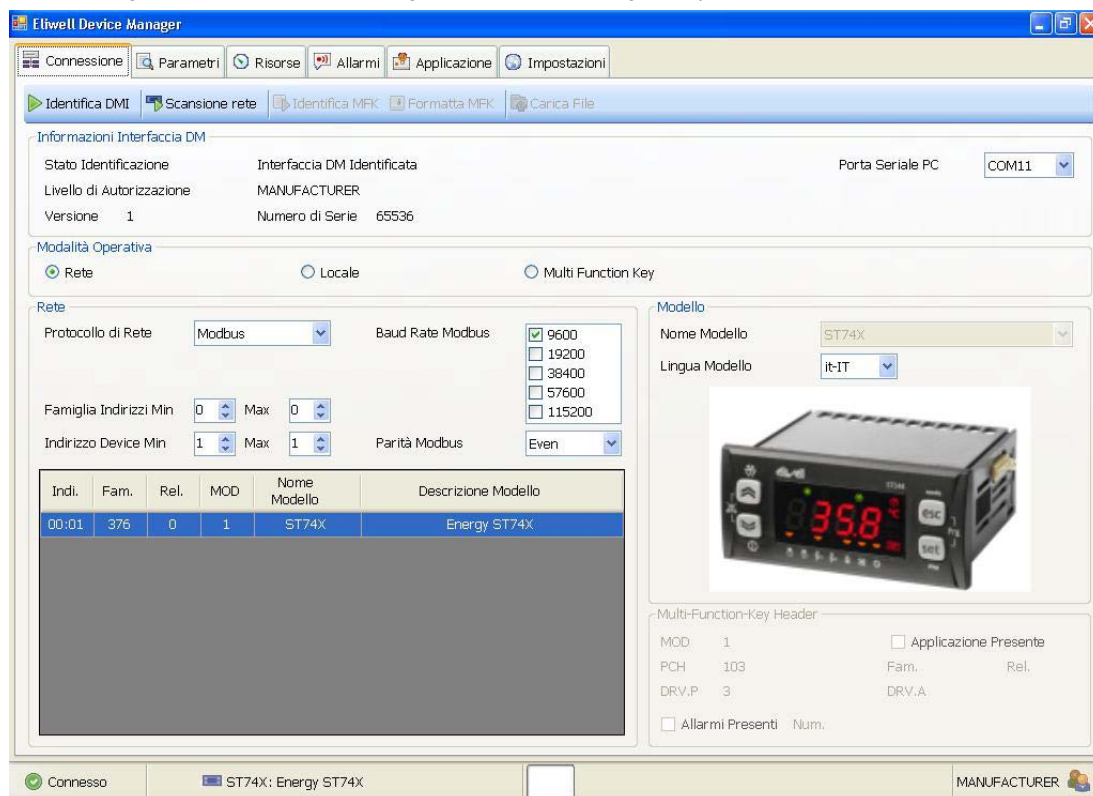 Eliwell Device Manager
Connessione Parametri Risorse Allarmi Applicazione Impostazioni
Identifica DMI Scansione rete Identifica MFK Formatta MFK Carica File
Informazioni Interfaccia DM
Stato Identificazione Interfaccia DM Identificata Porta Seriale PC COM11
Livello di Autorizzazione MANUFACTURER
Versione 1 Numero di Serie 65536
Modalità Operativa
Rete Locale Multi Function Key
Rete
Protocollo di Rete Modbus Baud Rate Modbus 9600
19200
38400
57600
115200
Famiglia Indirizzi Min 0 Max 0
Indirizzo Device Min 1 Max 1 Parità Modbus Even
Indi. Fam. Rel. MOD Nome Modello Descrizione Modello
00:01 376 0 1 ST74X Energy ST74X
Modello
Nome Modello ST74X
Lingua Modello it-IT
eliwell
esc
35.8
set
Multi-Function-Key Header
MOD 1 Applicazione Presente
PCH 103 Fam. Rel.
DRV.P 3 DRV.A
Allarmi Presenti Num.
Connesso ST74X: Energy ST74X MANUFACTURER